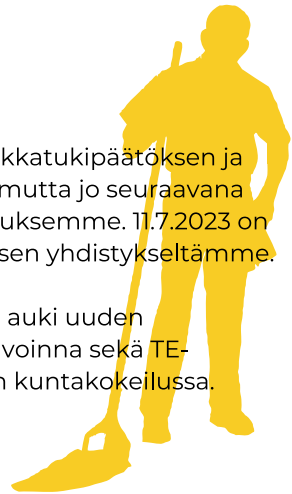 kkatukipäätöksen ja
mutta jo seuraavana
uksemme. 11.7.2023 on
sen yhdistykseltämme.
auki uuden
voinna sekä TE-
n kuntakokeilussa.